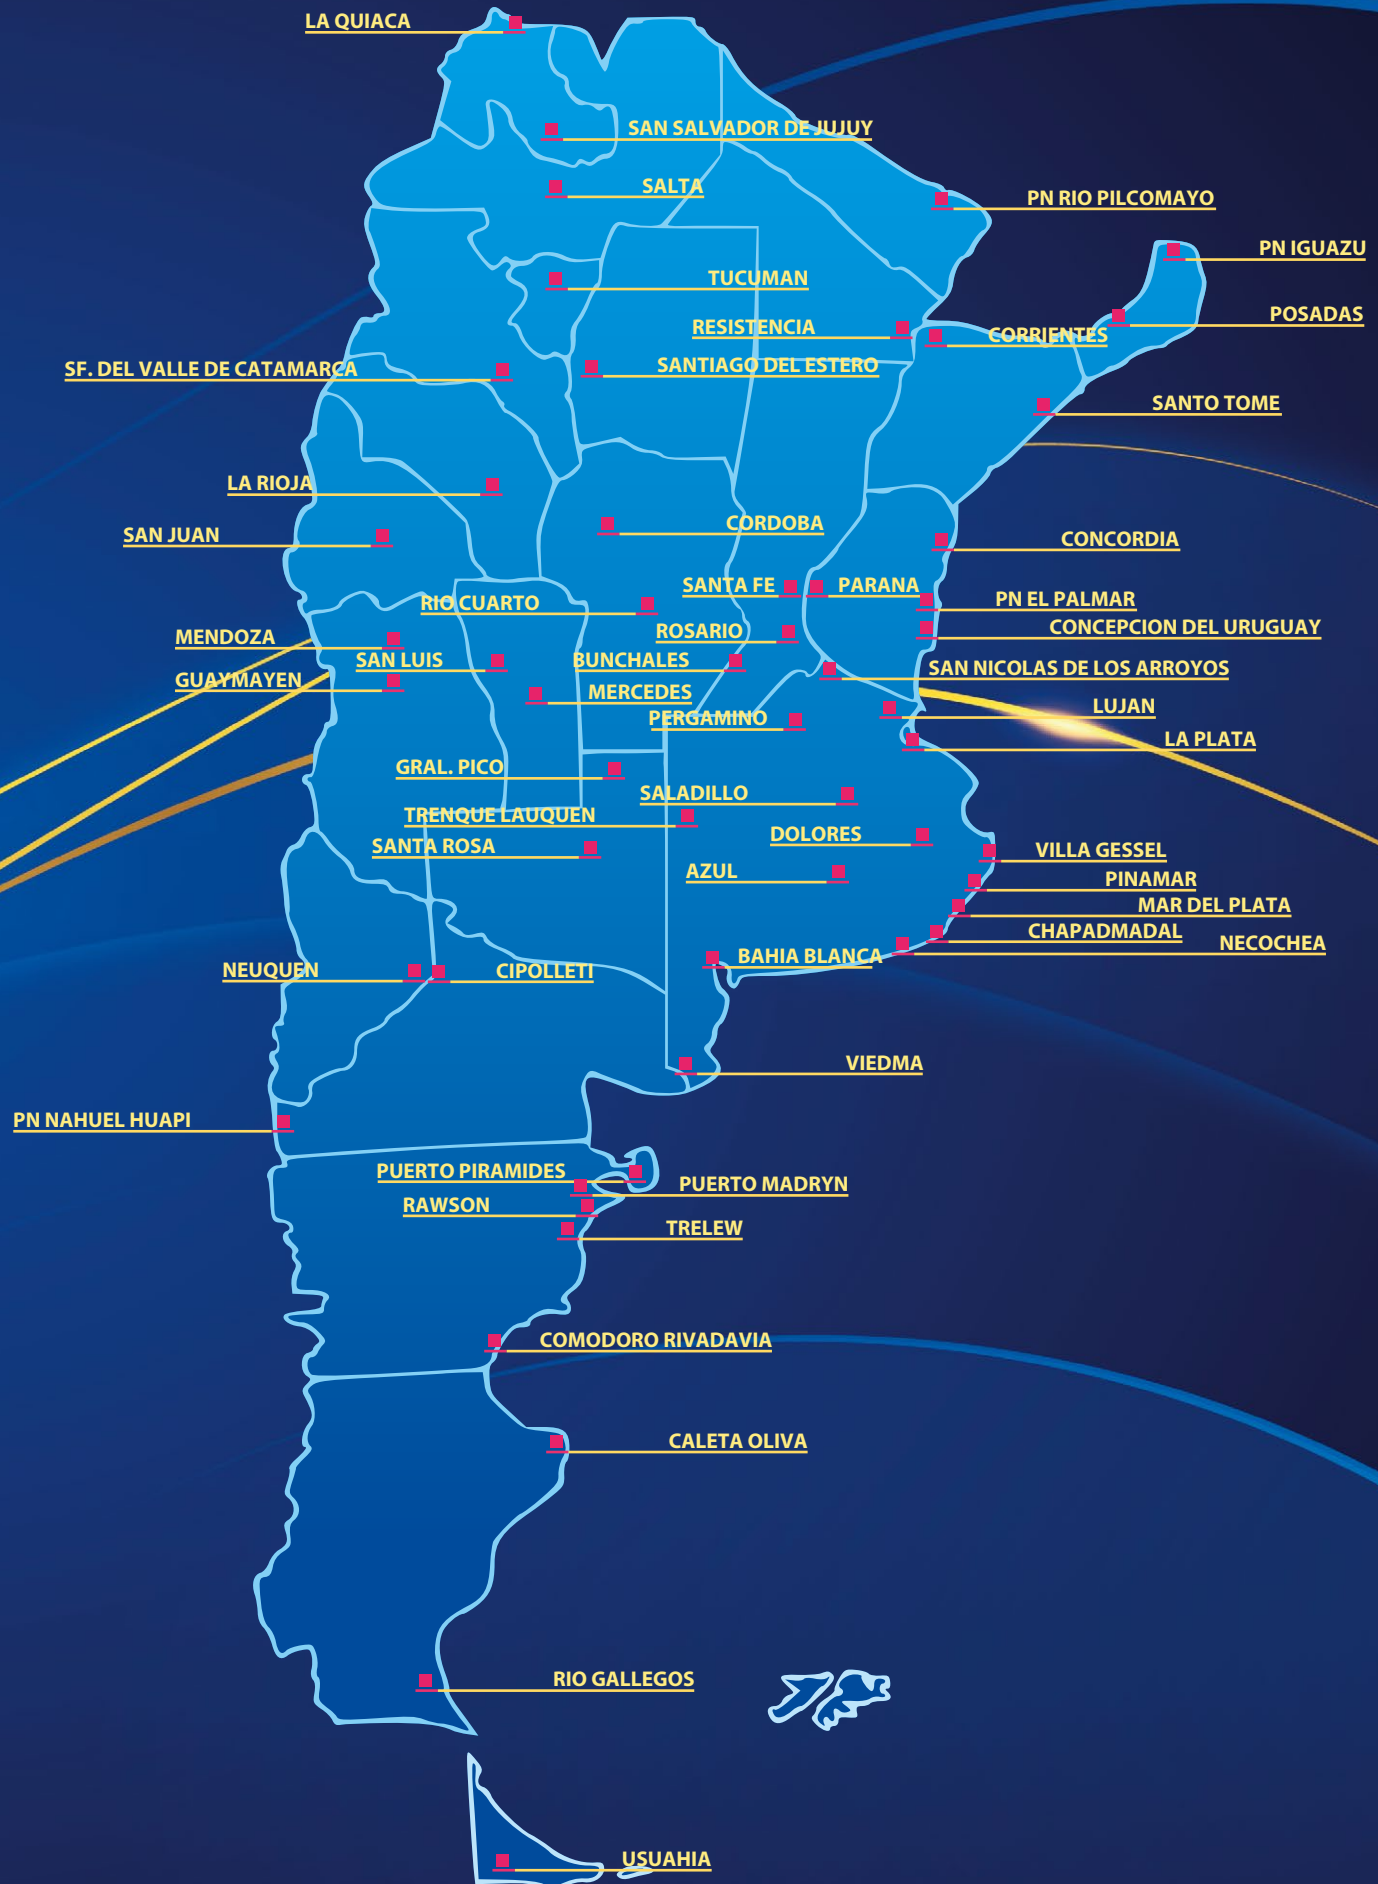 LA QUIACA
SAN SALVADOR DE JUJUY
SALTA
PN RIO PILCOMAYO
PN IGUAZU
TUCUMAN
POSADAS
RESISTENCIA
CORRIENTES
SF. DEL VALLE DE CATAMARCA
SANTIAGO DEL ESTERO
SANTO TOME
LA RIOJA
CORDOBA
SAN JUAN
CONCORDIA
SANTA FE
PARANA
PN EL PALMAR
RIO CUARTO
CONCEPCION DEL URUGUAY
ROSARIO
MENDOZA
SAN LUIS
BUNCHALES
SAN NICOLAS DE LOS ARROYOS
GUAYMAYEN
MERCEDES
LUJAN
PERGAMINO
LA PLATA
GRAL. PICO
SALADILLO
TRENQUE LAUQUEN
DOLORES
SANTA ROSA
VILLA GESSEL
AZUL
PINAMAR
MAR DEL PLATA
CHAPADMADAL
NECOCHEA
BAHIA BLANCA
NEUQUEN
CIPOLLETI
VIEDMA
PN NAHUEL HUAPI
PUERTO PIRAMIDES
PUERTO MADRYN
RAWSON
TRELEW
COMODORO RIVADAVIA
CALETA OLIVA
RIO GALLEGOS
USUAHIA